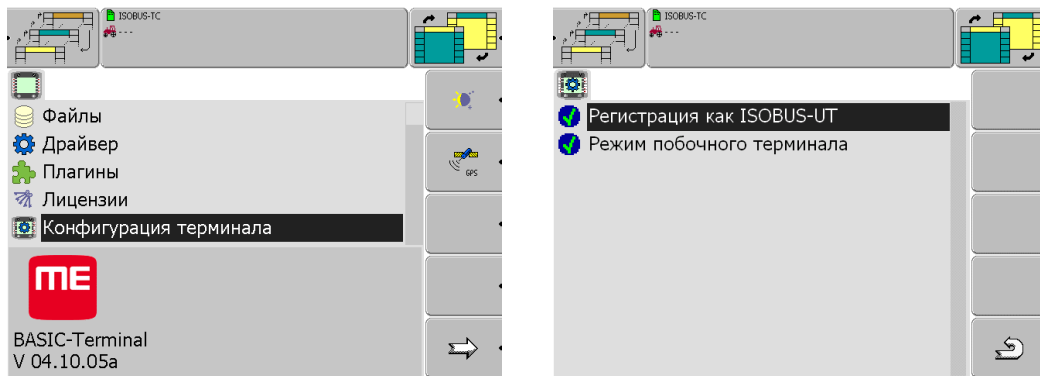 ISOBUS-TC
---
Файлы
Драйвер
Плагины
Лицензии
Конфигурация терминала
GPS
ME
BASIC-Terminal
V 04.10.05a
ISOBUS-TC
---
Регистрация как ISOBUS-UT
Режим побочного терминала